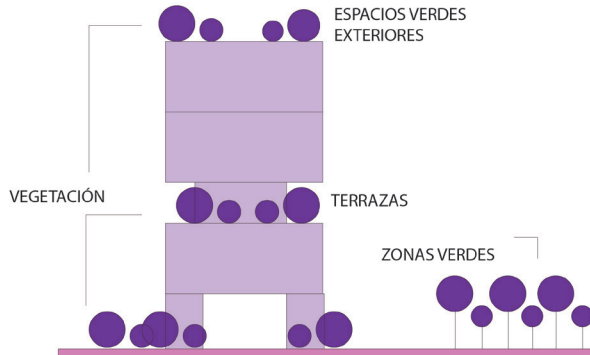 ESPACIOS VERDES
EXTERIORES
VEGETACIÓN
TERRAZAS
ZONAS VERDES